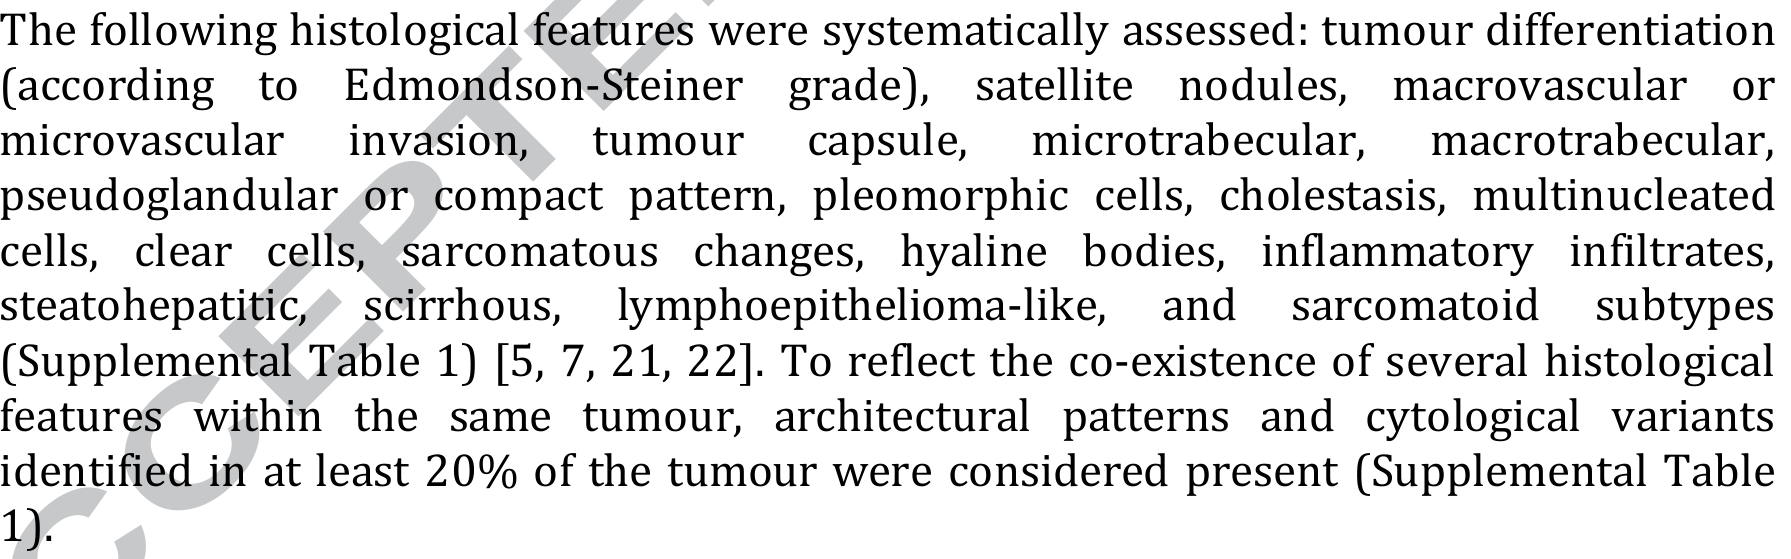 The following histological features were systematically assessed: tumour differentiation
(according to Edmondson-Steiner grade), satellite nodules, macrovascular or
microvascular invasion, tumour capsule, microtrabecular, macrotrabecular,
pseudoglandular or compact pattern, pleomorphic cells, cholestasis, multinucleated
cells, clear cells, sarcomatous changes, hyaline bodies, inflammatory infiltrates,
steatohepatitic, scirrhous, lymphoepithelioma-like, and sarcomatoid subtypes
(Supplemental Table 1) [5, 7, 21, 22]. To reflect the co-existence of several histological
features within the same tumour, architectural patterns and cytological variants
identified in at least 20% of the tumour were considered present (Supplemental Table
1).